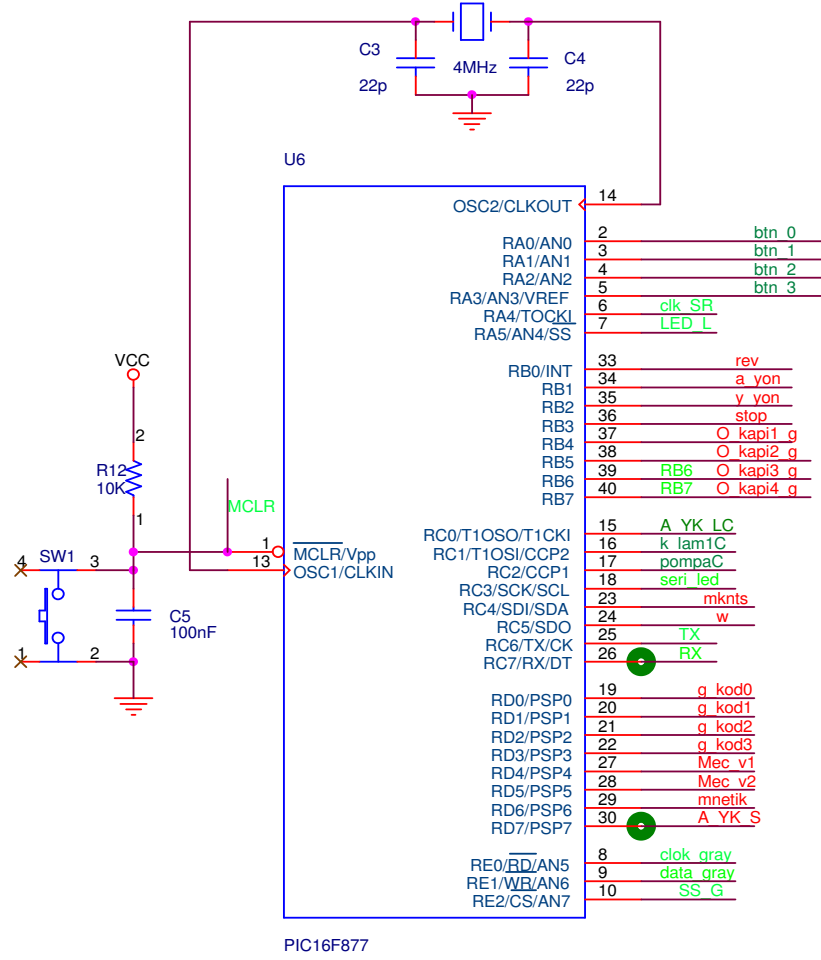 C3
22p
4MHz
C4
22p
U6
OSC2/CLKOUT 14
RA0/AN0 2 btn_0
RA1/AN1 3 btn_1
RA2/AN2 4 btn_2
RA3/AN3/VREF 5 btn_3
RA4/TOCKI 6 clk_SR
RA5/AN4/SS 7 LED_L
RB0/INT 33 rev
RB1 34 a_yon
RB2 35 y_yon
RB3 36 stop
RB4 37 O_kapi1_g
RB5 38 O_kapi2_g
RB6 39 RB6 O_kapi3_g
RB7 40 RB7 O_kapi4_g
VCC
2
R12
10K
1
MCLR
1 MCLR/Vpp
13 OSC1/CLKIN
SW1
4
3
1
2
C5
100nF
RC0/T1OSO/T1CKI 15 A_YK_LC
RC1/T1OSI/CCP2 16 k_lam1C
RC2/CCP1 17 pompaC
RC3/SCK/SCL 18 seri_led
RC4/SDI/SDA 23 mknts
RC5/SDO 24 w
RC6/TX/CK 25 TX
RC7/RX/DT 26 RX
RD0/PSP0 19 g_kod0
RD1/PSP1 20 g_kod1
RD2/PSP2 21 g_kod2
RD3/PSP3 22 g_kod3
RD4/PSP4 27 Mec_v1
RD5/PSP5 28 Mec_v2
RD6/PSP6 29 mnetik
RD7/PSP7 30 A_YK_S
RE0/RD/AN5 8 clok_gray
RE1/WR/AN6 9 data_gray
RE2/CS/AN7 10 SS_G
PIC16F877